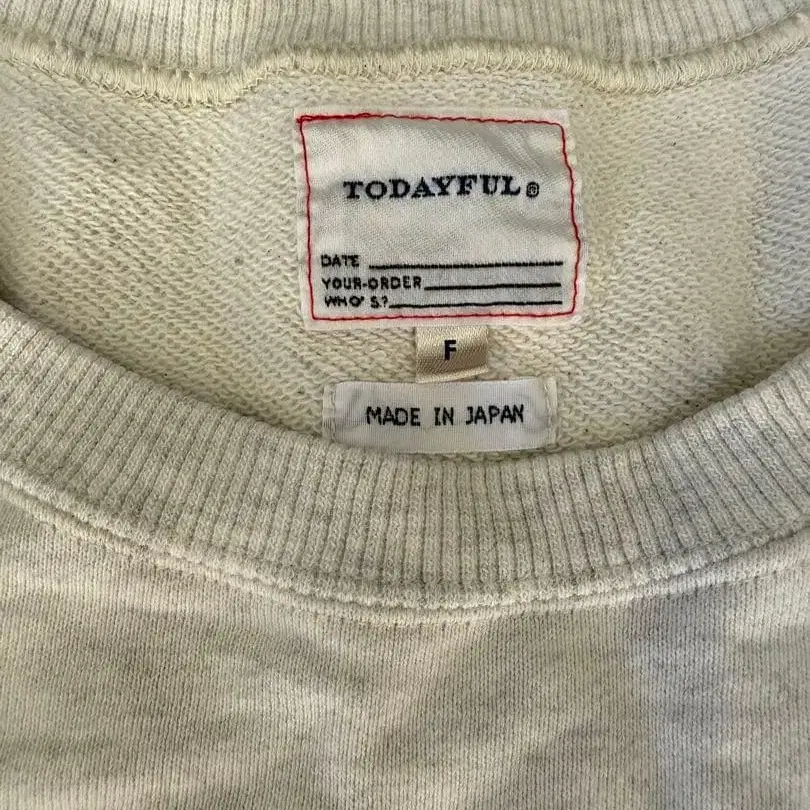 TODAYFUL®
DATE
YOUR-ORDER
WHO'S?
F
MADE IN JAPAN